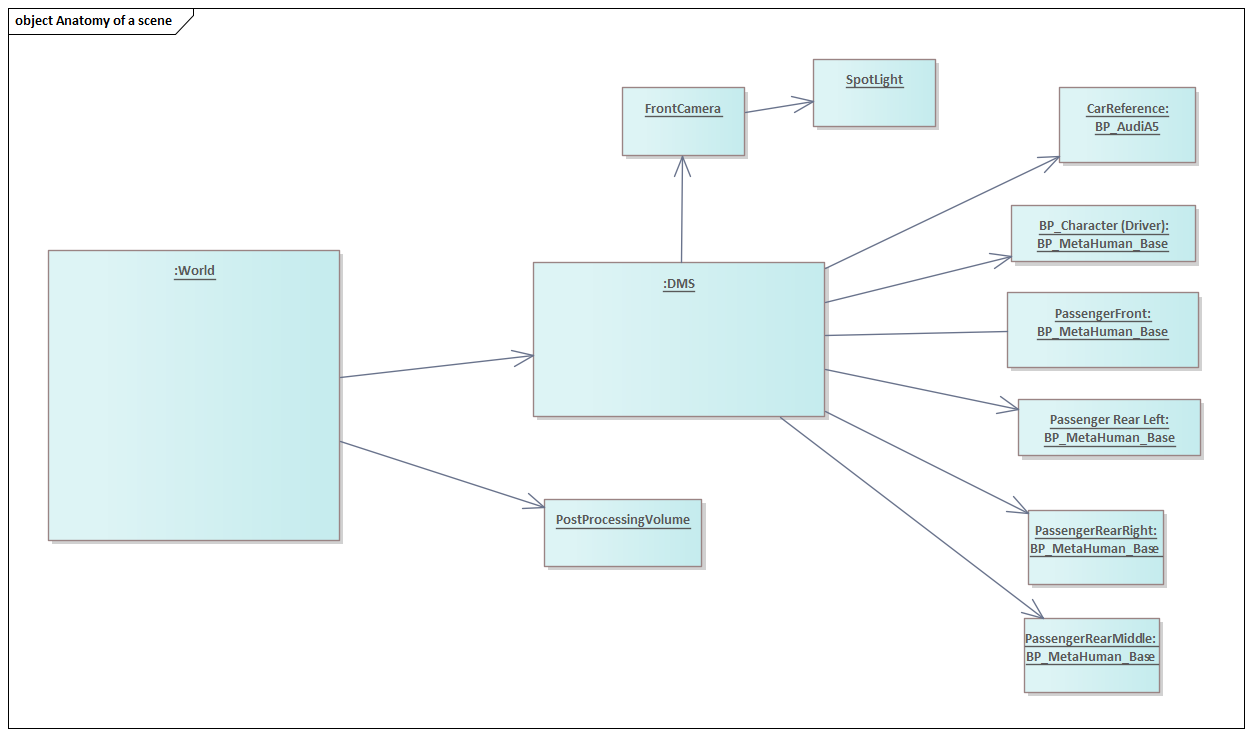 object Anatomy of a scene
SpotLight
FrontCamera
CarReference:
BP_AudiA5
BP_Character (Driver):
BP_MetaHuman_Base
:World
:DMS
PassengerFront:
BP_MetaHuman_Base
Passenger Rear Left:
BP_MetaHuman_Base
PostProcessingVolume
PassengerRearRight:
BP_MetaHuman_Base
PassengerRearMiddle:
BP_MetaHuman_Base